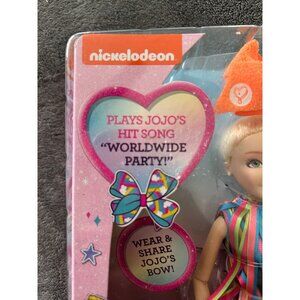 nickelodeon
PLAYS JOJO'S
HIT SONG
"WORLDWIDE
PARTY!"
WEAR &
SHARE
JOJO'S
BOW!